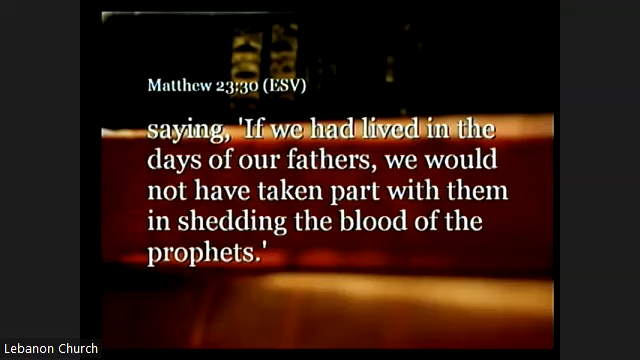 Matthew 23:30 (ESV)
saying, 'If we had lived in the
days of our fathers, we would
not have taken part with them
in shedding the blood of the
prophets.'
Lebanon Church